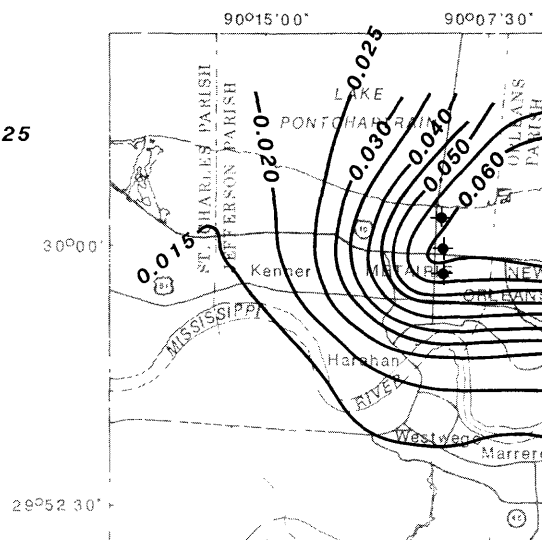 90°15'00" 90°07'30"
25
0.025
ST. CHARLES PARISH
JEFFERSON PARISH
LAKE
PONTCHARTRAIN
ORLEANS
PARISH
0.020
0.030
0.040
0.050
0.060
30°00'
0.015
61
Kenner
METAIRIE
NEW
ORLEANS
MISSISSIPPI
Harahan
RIVER
Westwego
Marrero
29°52'30"
45